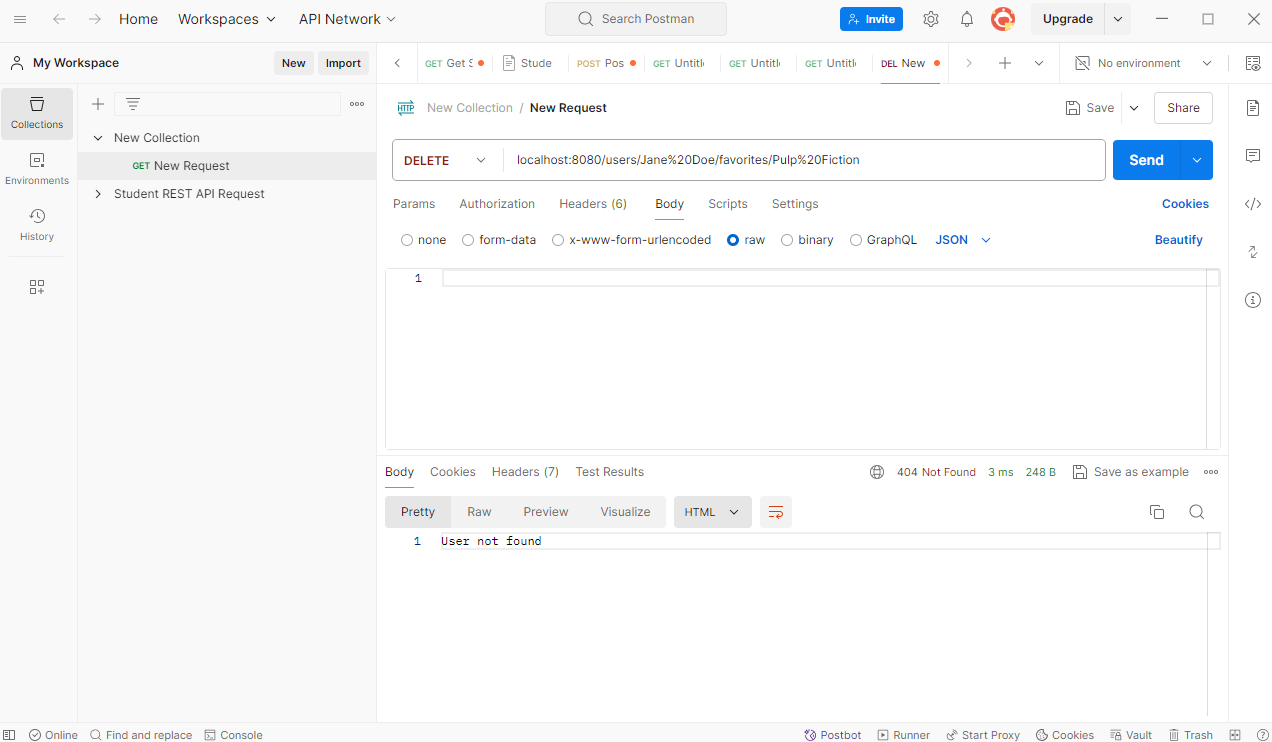 Home Workspaces API Network Search Postman Invite Upgrade
My Workspace New Import GET Get S Stude POST Pos GET Untitl GET Untitl GET Untitl DEL New No environment
Collections
Environments
History
New Collection
GET New Request
Student REST API Request
HTTP New Collection / New Request Save Share
DELETE localhost:8080/users/Jane%20Doe/favorites/Pulp%20Fiction Send
Params Authorization Headers (6) Body Scripts Settings Cookies
none form-data x-www-form-urlencoded raw binary GraphQL JSON Beautify
1
Body Cookies Headers (7) Test Results 404 Not Found 3 ms 248 B Save as example
Pretty Raw Preview Visualize HTML
1 User not found
Online Find and replace Console Postbot Runner Start Proxy Cookies Vault Trash